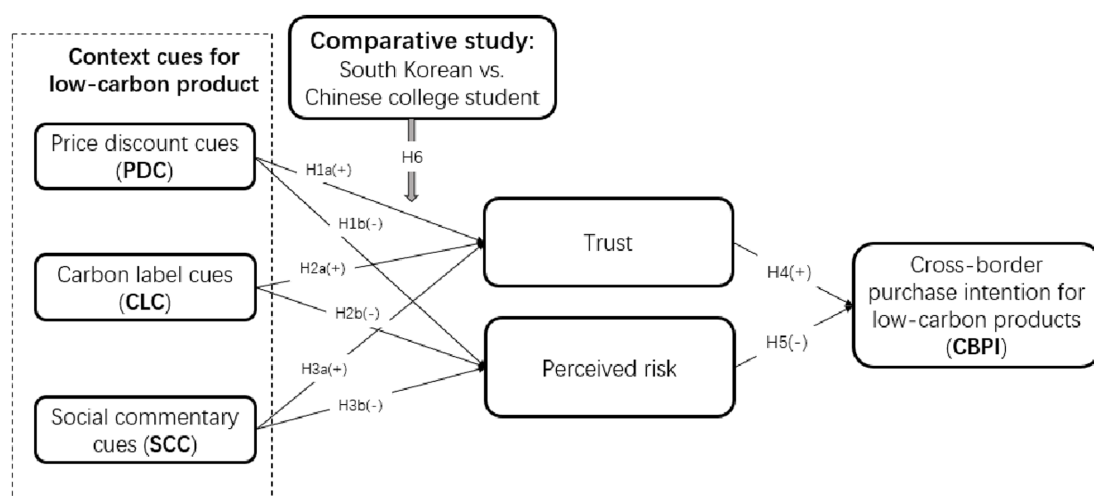 Context cues for
low-carbon product
Comparative study:
South Korean vs.
Chinese college student
Price discount cues
(PDC)
H6
H1a(+)
H1b(-)
Trust
Carbon label cues
(CLC)
H2a(+)
H2b(-)
H4(+)
Cross-border
purchase intention for
low-carbon products
(CBPI)
H5(-)
H3a(+)
Perceived risk
H3b(-)
Social commentary
cues (SCC)